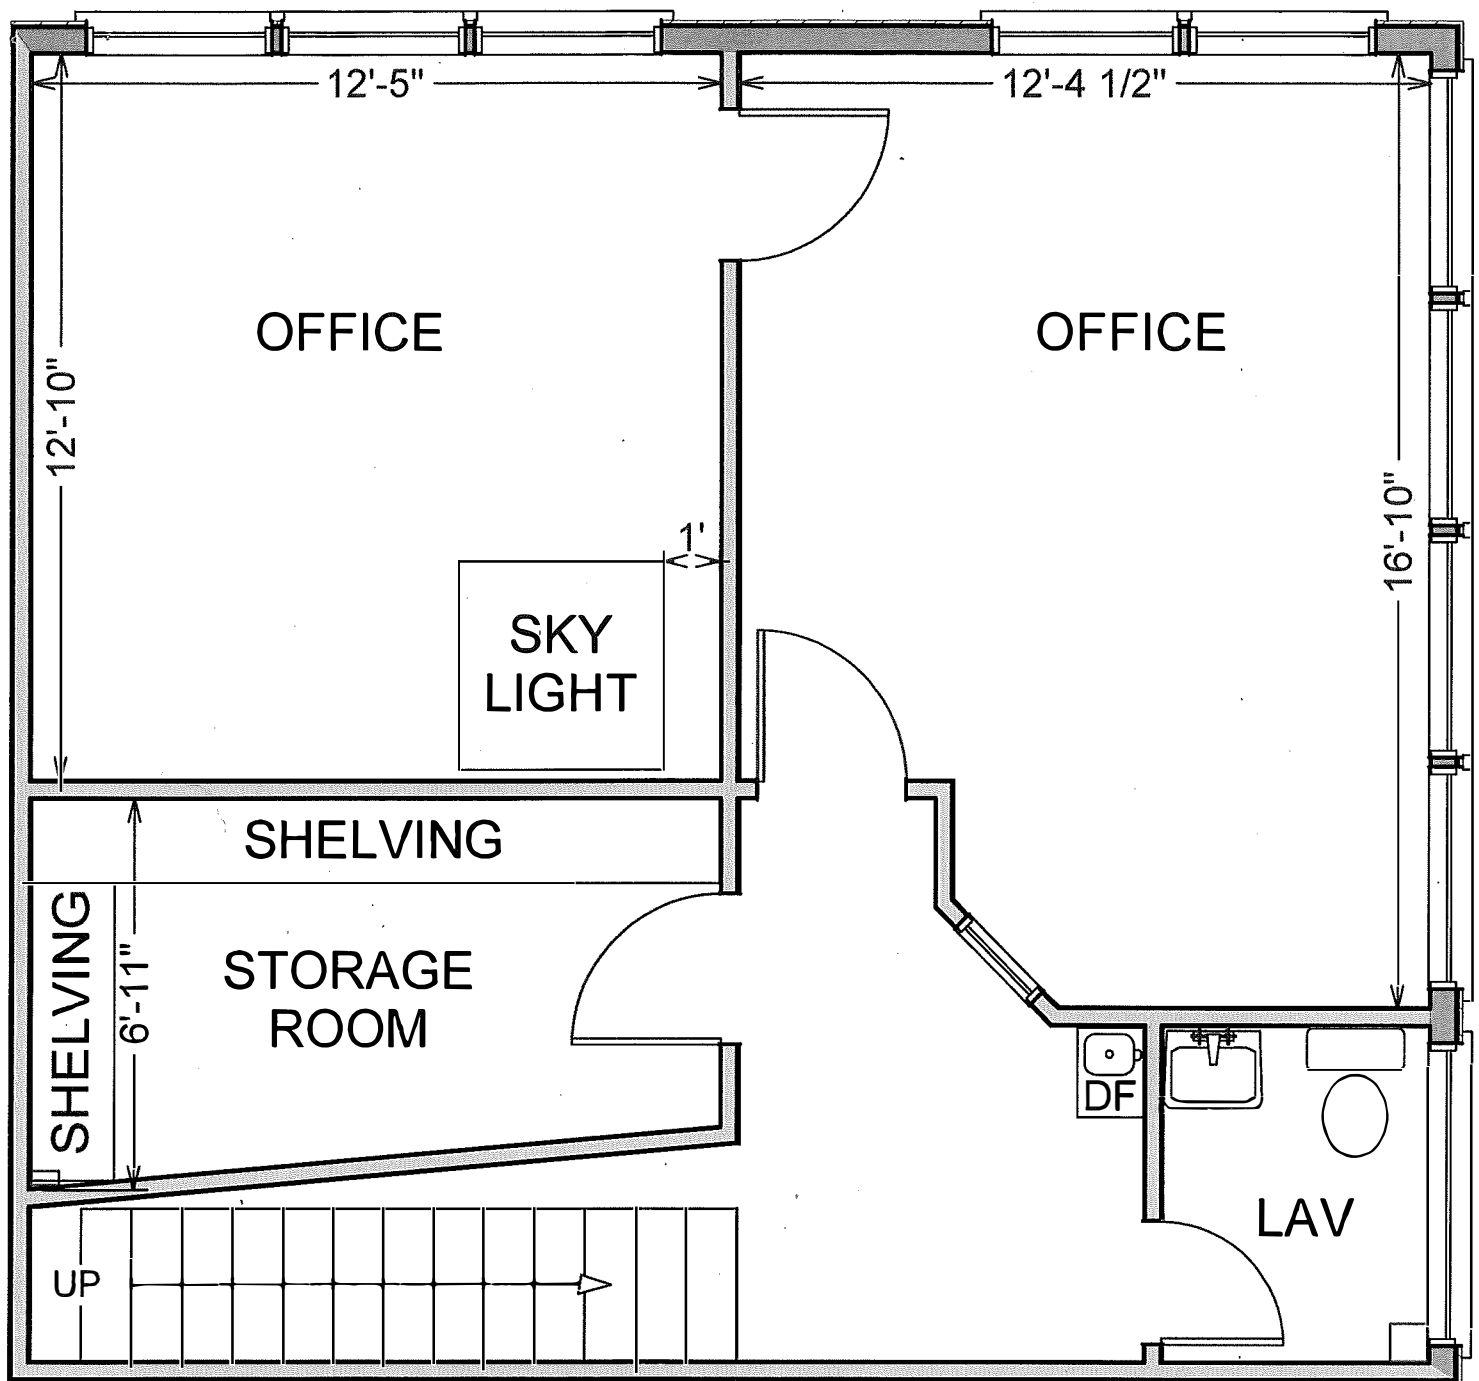 12'-5"
12'-4 1/2"
OFFICE
OFFICE
12'-10"
16'-10"
1'
SKY
LIGHT
SHELVING
SHELVING
6'-11"
STORAGE
ROOM
DF
LAV
UP